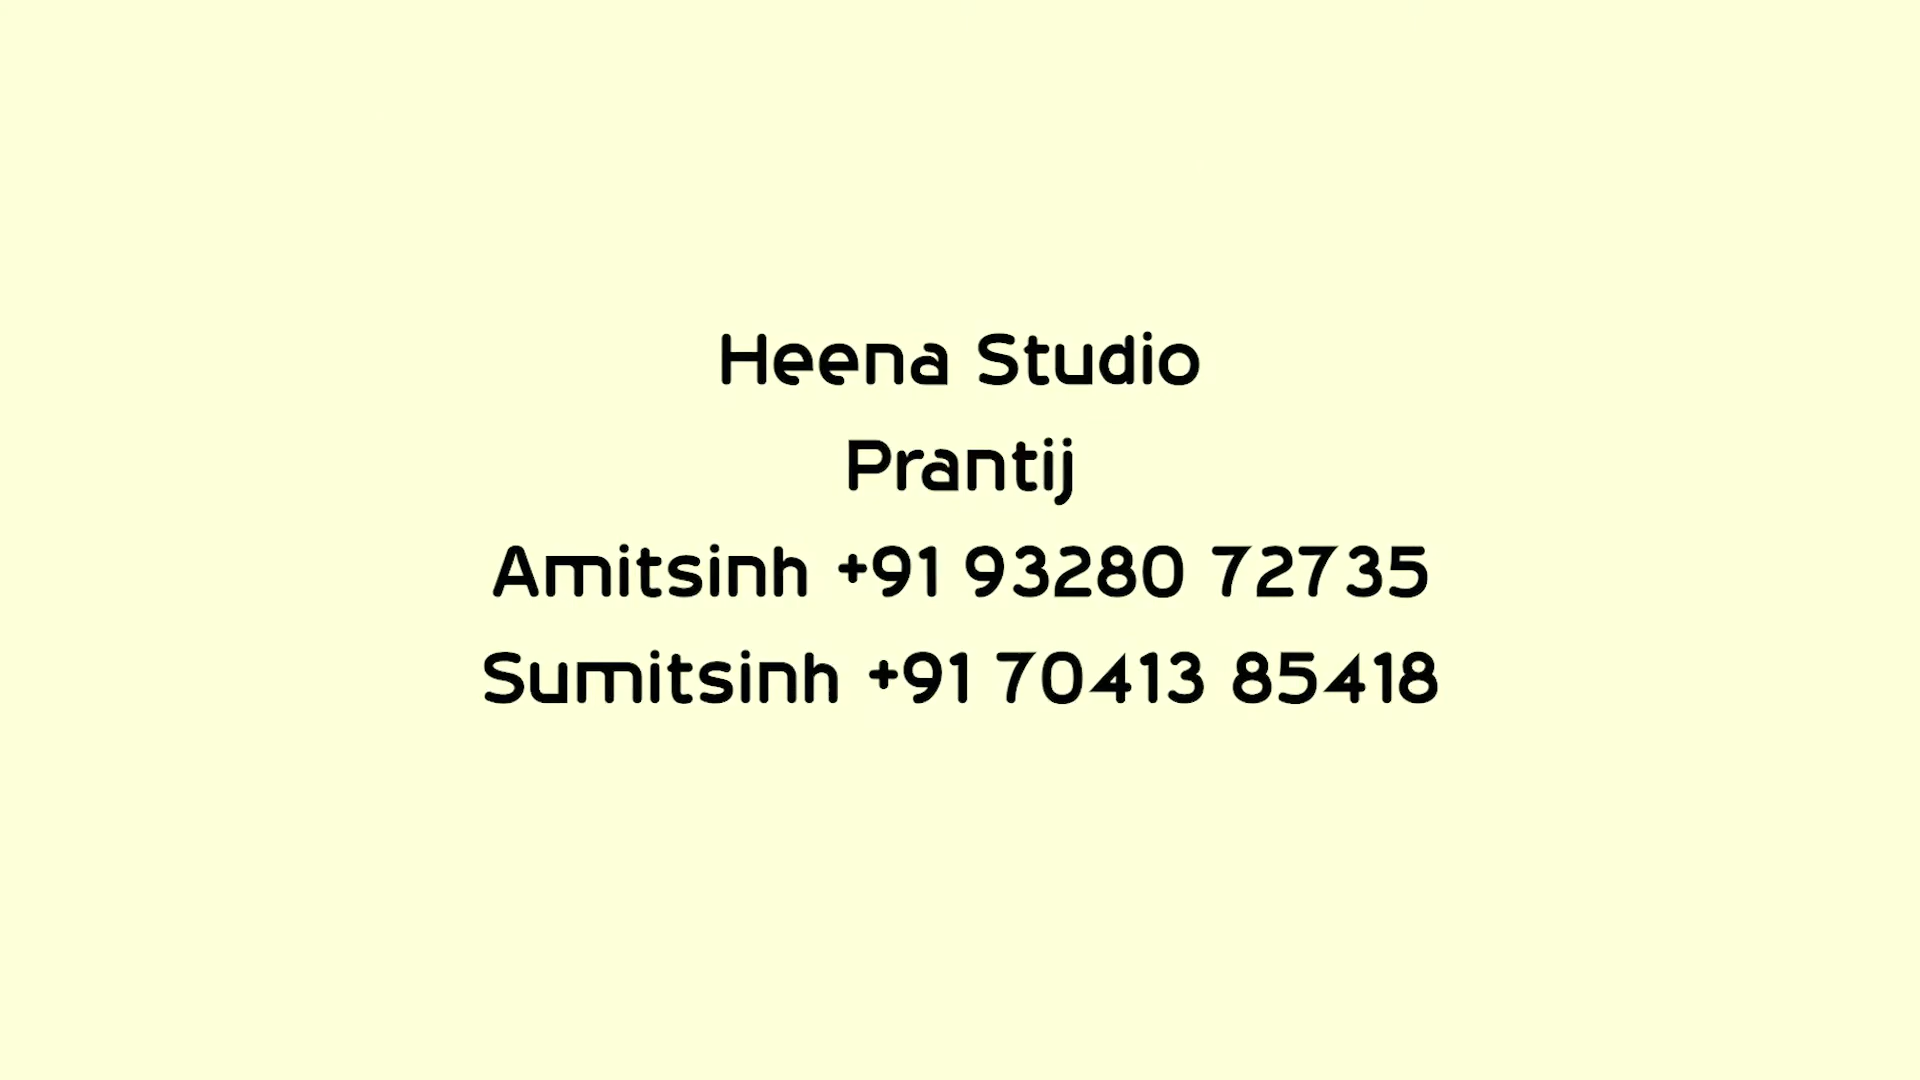 Heena Studio
Prantij
Amitsinh +91 93280 72735
Sumitsinh +91 70413 85418